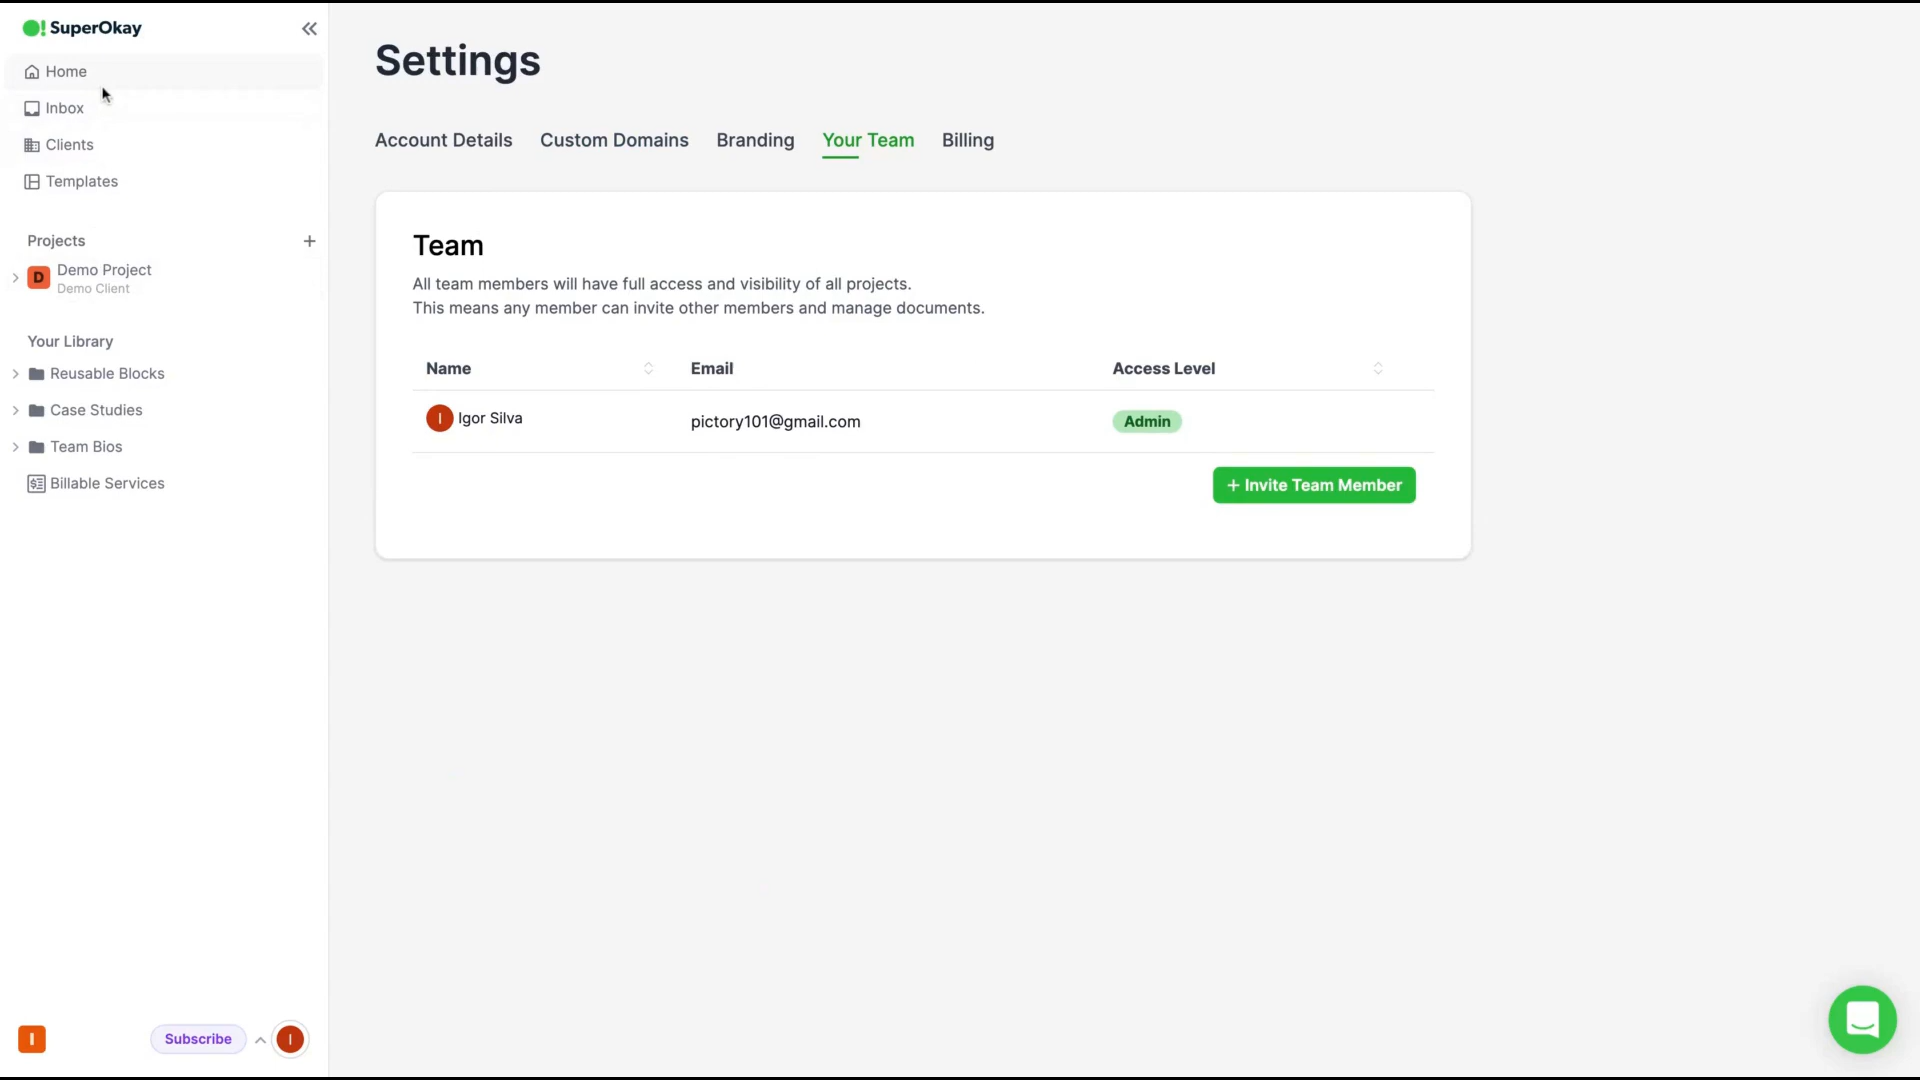 SuperOkay
Home
Inbox
Clients
Templates
Projects
D
Demo Project
Demo Client
Your Library
Reusable Blocks
Case Studies
Team Bios
Billable Services
I
Subscribe
I
Settings
Account Details Custom Domains Branding Your Team Billing
Team
All team members will have full access and visibility of all projects.
This means any member can invite other members and manage documents.
Name Email Access Level
I Igor Silva pictory101@gmail.com Admin
+ Invite Team Member